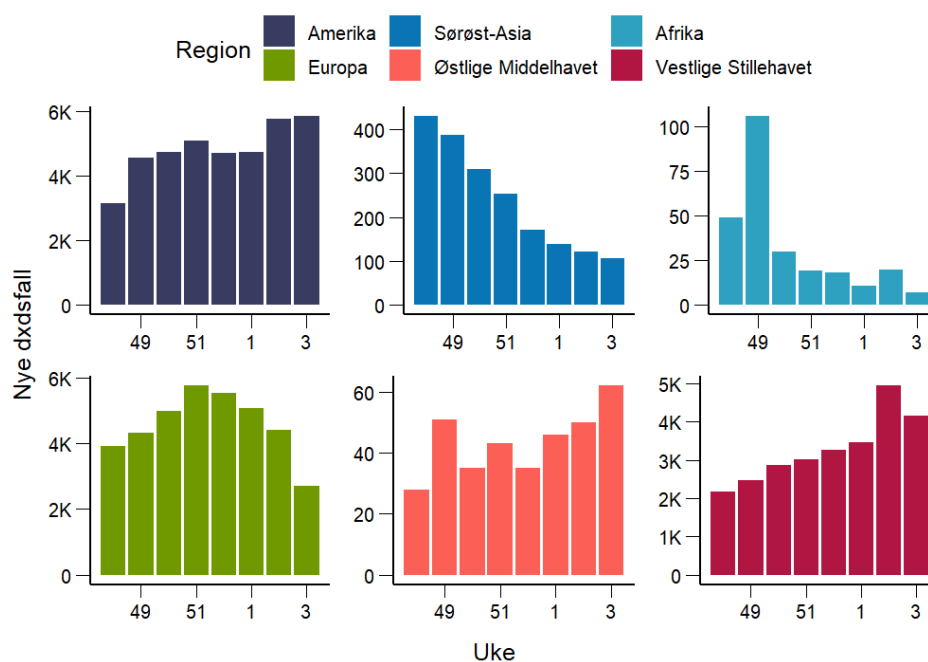 Region Amerika Sørøst-Asia Afrika
Europa Østlige Middelhavet Vestlige Stillehavet
6K 4K 2K 0
400 300 200 100 0
100 75 50 25 0
49 51 1 3
49 51 1 3
49 51 1 3
Nye dxdsfall
6K 4K 2K 0
60 40 20 0
5K 4K 3K 2K 1K 0
49 51 1 3
49 51 1 3
49 51 1 3
Uke